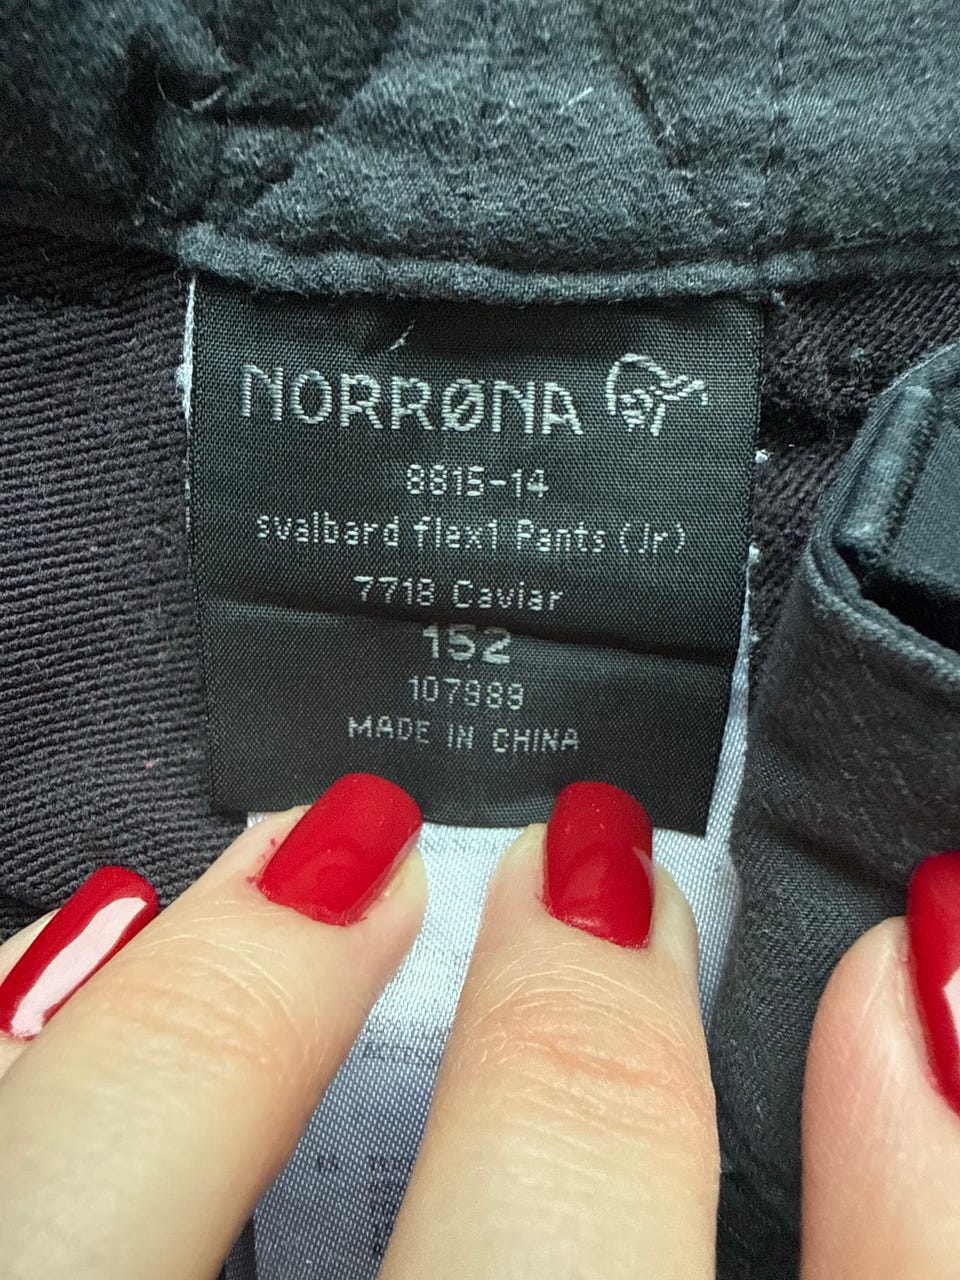 NORRØNA
8815-14
svalbard flex1 Pants (Jr)
7718 Caviar
152
107989
MADE IN CHINA